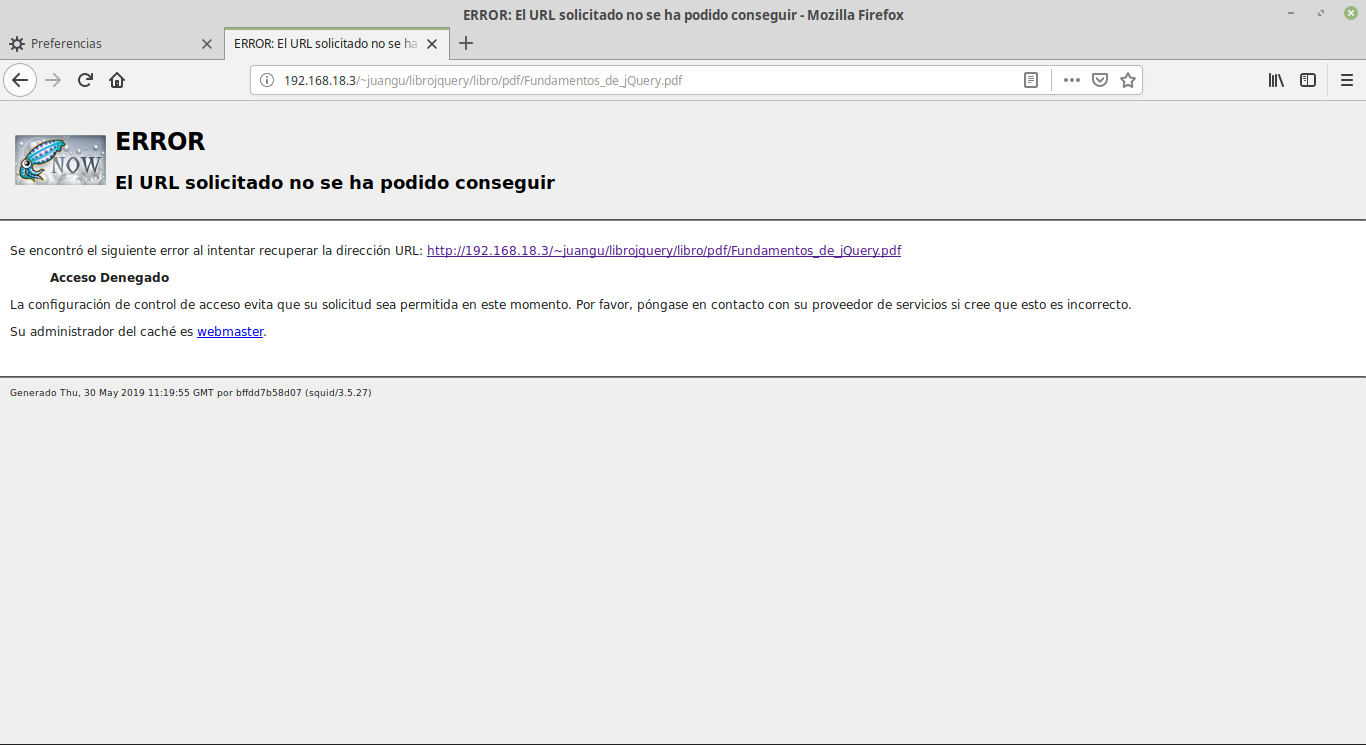 ERROR: El URL solicitado no se ha podido conseguir - Mozilla Firefox
Preferencias
ERROR: El URL solicitado no se ha
192.168.18.3/~juangu/librojquery/libro/pdf/Fundamentos_de_jQuery.pdf
NOW
ERROR
El URL solicitado no se ha podido conseguir
Se encontró el siguiente error al intentar recuperar la dirección URL: http://192.168.18.3/~juangu/librojquery/libro/pdf/Fundamentos_de_jQuery.pdf
Acceso Denegado
La configuración de control de acceso evita que su solicitud sea permitida en este momento. Por favor, póngase en contacto con su proveedor de servicios si cree que esto es incorrecto.
Su administrador del caché es webmaster.
Generado Thu, 30 May 2019 11:19:55 GMT por bffdd7b58d07 (squid/3.5.27)